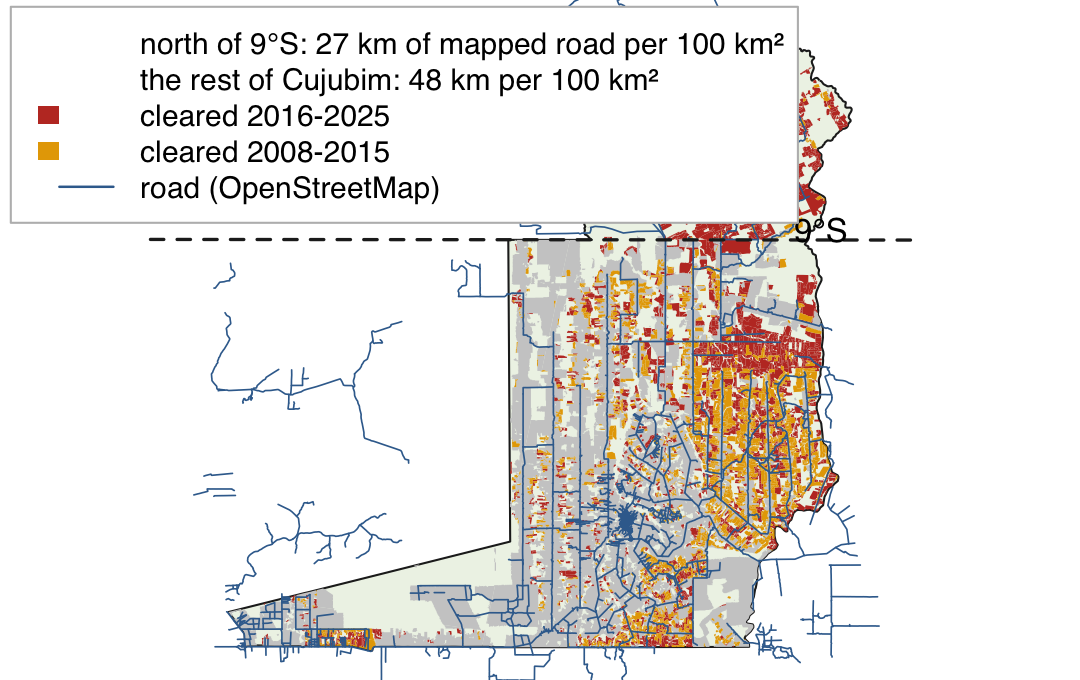 north of 9°S: 27 km of mapped road per 100 km²
the rest of Cujubim: 48 km per 100 km²
cleared 2016-2025
cleared 2008-2015
road (OpenStreetMap)
9°S